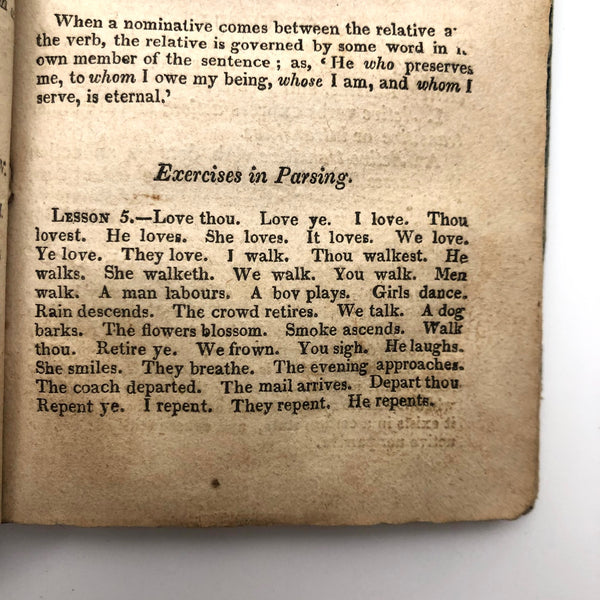 When a nominative comes between the relative a
the verb, the relative is governed by some word in i
own member of the sentence ; as, ‘ He who preserves
me, to whom I owe my being, whose I am, and whom I
serve, is eternal.’
Exercises in Parsing.
LESSON 5.—Love thou. Love ye. I love. Thou
lovest. He loves. She loves. It loves. We love.
Ye love. They love. I walk. Thou walkest. He
walks. She walketh. We walk. You walk. Men
walk. A man labours. A boy plays. Girls dance.
Rain descends. The crowd retires. We talk. A dog
barks. The flowers blossom. Smoke ascends. Walk
thou. Retire ye. We frown. You sigh. He laughs.
She smiles. They breathe. The evening approaches.
The coach departed. The mail arrives. Depart thou
Repent ye. I repent. They repent. He repents.